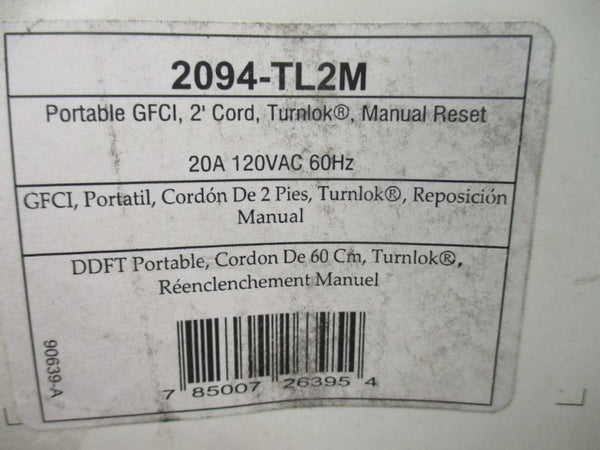 2094-TL2M
Portable GFCI, 2' Cord, Turnlok®, Manual Reset
20A 120VAC 60Hz
GFCI, Portatil, Cordón De 2 Pies, Turnlok®, Reposición
Manual
DDFT Portable, Cordon De 60 Cm, Turnlok®,
Réenclenchement Manuel
90639-A
7 85007 26395 4